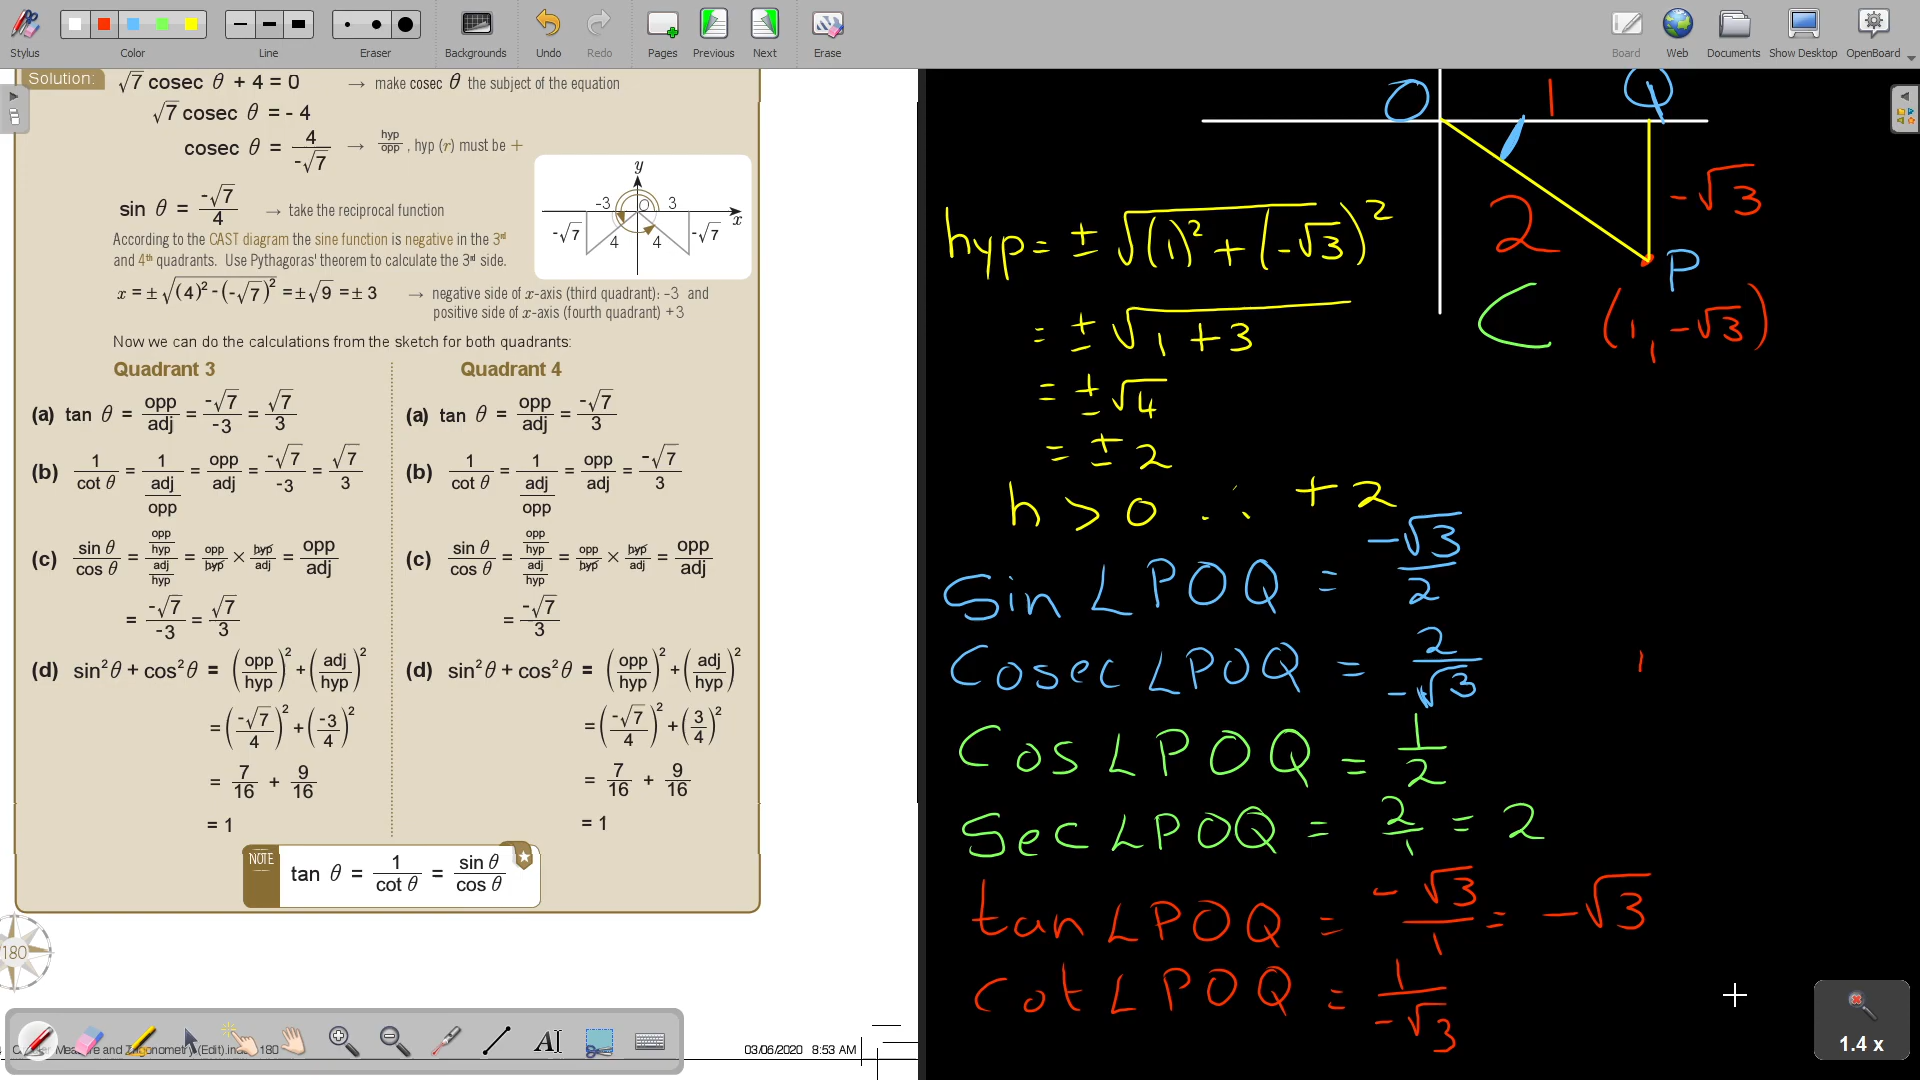 Stylus Color Line Eraser Backgrounds Undo Redo Pages Previous Next Erase Board Web Documents Show Desktop OpenBoard
Solution:
√7 cosec θ + 4 = 0 → make cosec θ the subject of the equation
√7 cosec θ = - 4
cosec θ = 4/-√7 → hyp/opp , hyp (r) must be +
sin θ = -√7/4 → take the reciprocal function
According to the CAST diagram the sine function is negative in the 3rd
and 4th quadrants. Use Pythagoras' theorem to calculate the 3rd side.
x = ± √((4)² - (-√7)²) = ± √9 = ± 3 → negative side of x-axis (third quadrant): -3 and
positive side of x-axis (fourth quadrant) +3
y
-3 O 3
x
-√7 4 4 -√7
Now we can do the calculations from the sketch for both quadrants:
Quadrant 3
(a) tan θ = opp/adj = -√7/-3 = √7/3
(b) 1/cot θ = 1/(adj/opp) = opp/adj = -√7/-3 = √7/3
(c) sin θ/cos θ = (opp/hyp)/(adj/hyp) = opp/hyp × hyp/adj = opp/adj
= -√7/-3 = √7/3
(d) sin²θ + cos²θ = (opp/hyp)² + (adj/hyp)²
= (-√7/4)² + (-3/4)²
= 7/16 + 9/16
= 1
Quadrant 4
(a) tan θ = opp/adj = -√7/3
(b) 1/cot θ = 1/(adj/opp) = opp/adj = -√7/3
(c) sin θ/cos θ = (opp/hyp)/(adj/hyp) = opp/hyp × hyp/adj = opp/adj
= -√7/3
(d) sin²θ + cos²θ = (opp/hyp)² + (adj/hyp)²
= (-√7/4)² + (3/4)²
= 7/16 + 9/16
= 1
NOTE
tan θ = 1/cot θ = sin θ/cos θ
180
03/06/2020 8:53 AM
O 1 Q
-√3
2
P
C (1, -√3)
hyp = ± √(1)² + (-√3)²
= ± √1 + 3
= ± √4
= ± 2
h > 0 ∴ + 2
Sin ∠POQ = -√3/2
Cosec ∠POQ = 2/-√3
Cos ∠POQ = 1/2
Sec ∠POQ = 2/1 = 2
tan ∠POQ = -√3/1 = -√3
Cot ∠POQ = 1/-√3
1.4 x